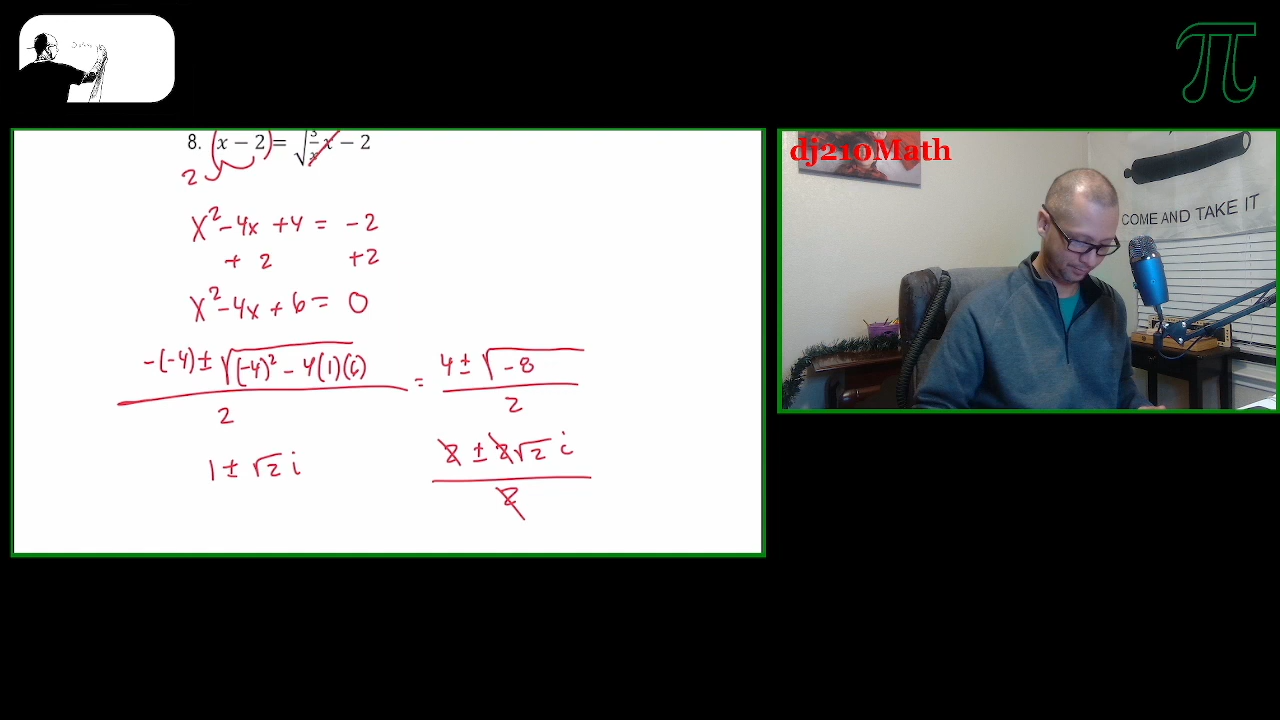 π
dj210Math
COME AND TAKE IT
8. (x − 2) = √3/x x − 2
2
x² - 4x + 4 = -2
+ 2 +2
x² - 4x + 6 = 0
-(-4) ± √(-4)² - 4(1)(6) / 2 = 4 ± √-8 / 2
1 ± √2 i
2 ± 2√2 i / 2